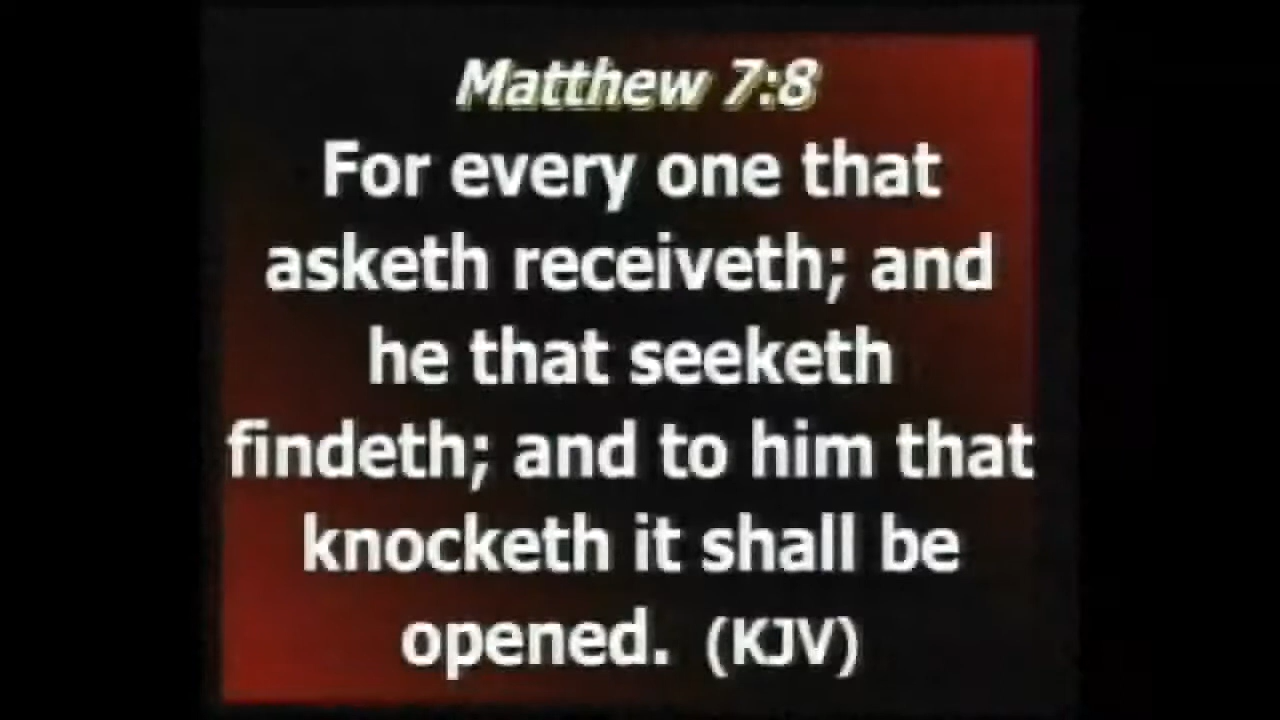 Matthew 7:8
For every one that
asketh receiveth; and
he that seeketh
findeth; and to him that
knocketh it shall be
opened. (KJV)